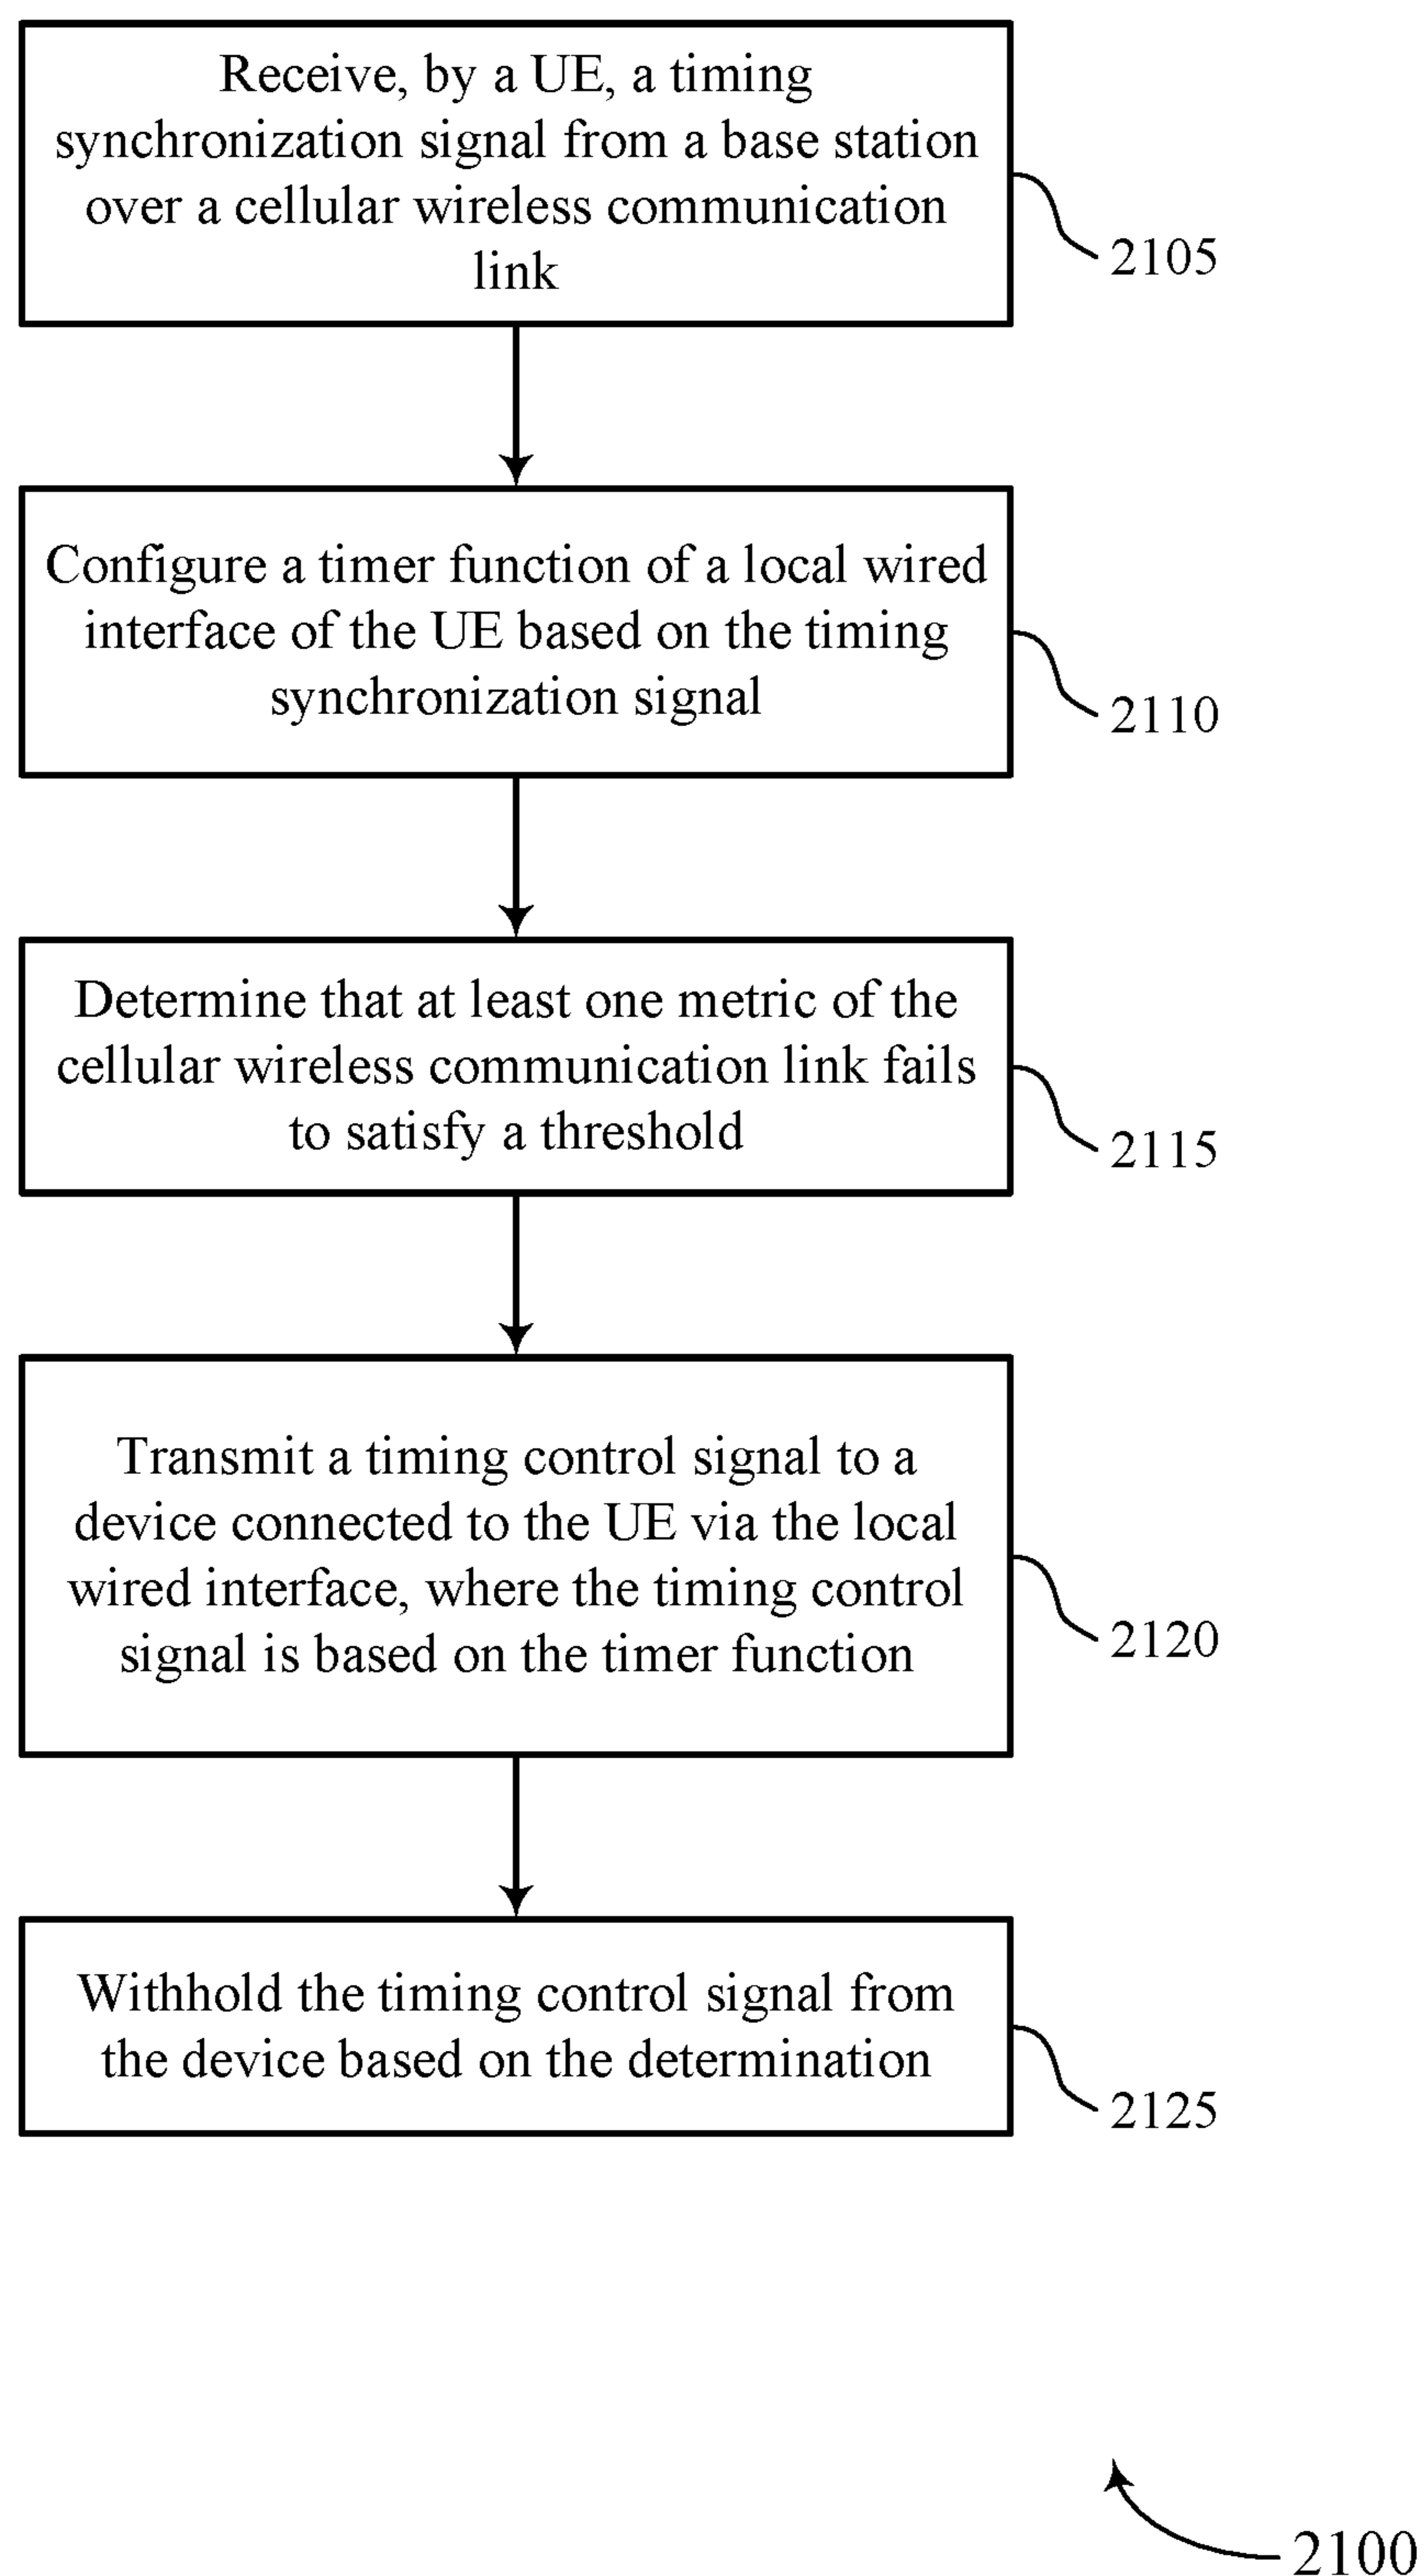 Receive, by a UE, a timing
synchronization signal from a base station
over a cellular wireless communication
link
2105
Configure a timer function of a local wired
interface of the UE based on the timing
synchronization signal
2110
Determine that at least one metric of the
cellular wireless communication link fails
to satisfy a threshold
2115
Transmit a timing control signal to a
device connected to the UE via the local
wired interface, where the timing control
signal is based on the timer function
2120
Withhold the timing control signal from
the device based on the determination
2125
2100